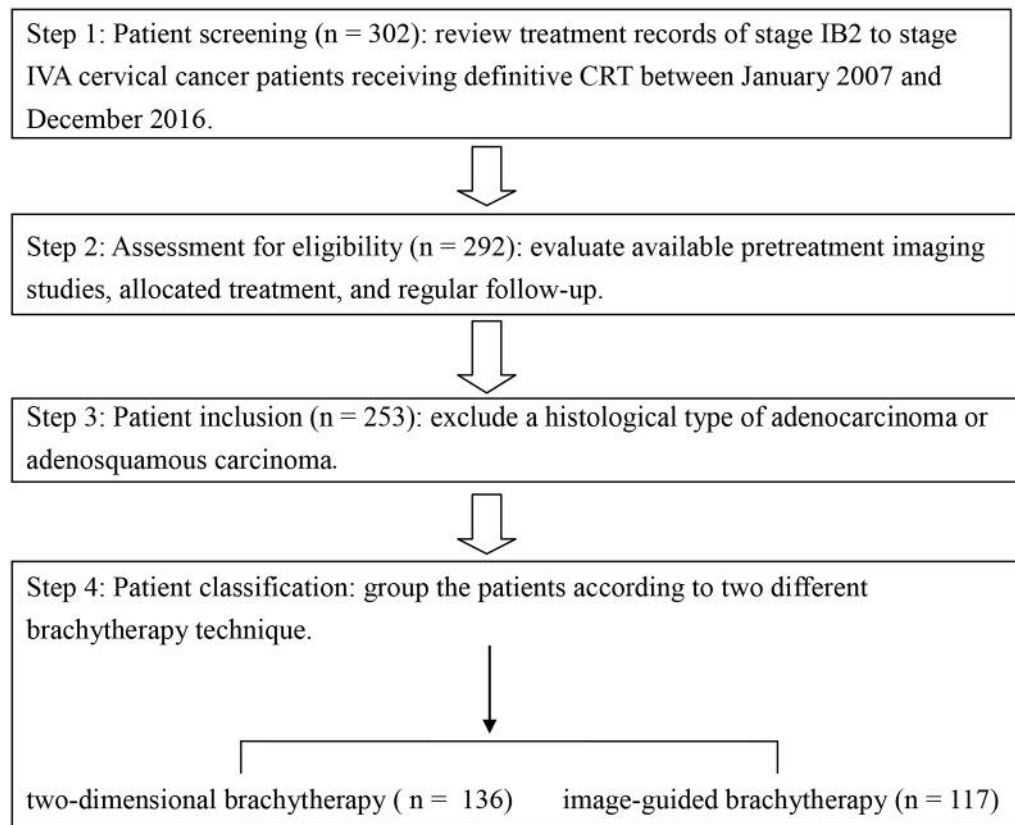 Step 1: Patient screening (n = 302): review treatment records of stage IB2 to stage
IVA cervical cancer patients receiving definitive CRT between January 2007 and
December 2016.
Step 2: Assessment for eligibility (n = 292): evaluate available pretreatment imaging
studies, allocated treatment, and regular follow-up.
Step 3: Patient inclusion (n = 253): exclude a histological type of adenocarcinoma or
adenosquamous carcinoma.
Step 4: Patient classification: group the patients according to two different
brachytherapy technique.
two-dimensional brachytherapy ( n = 136) image-guided brachytherapy (n = 117)